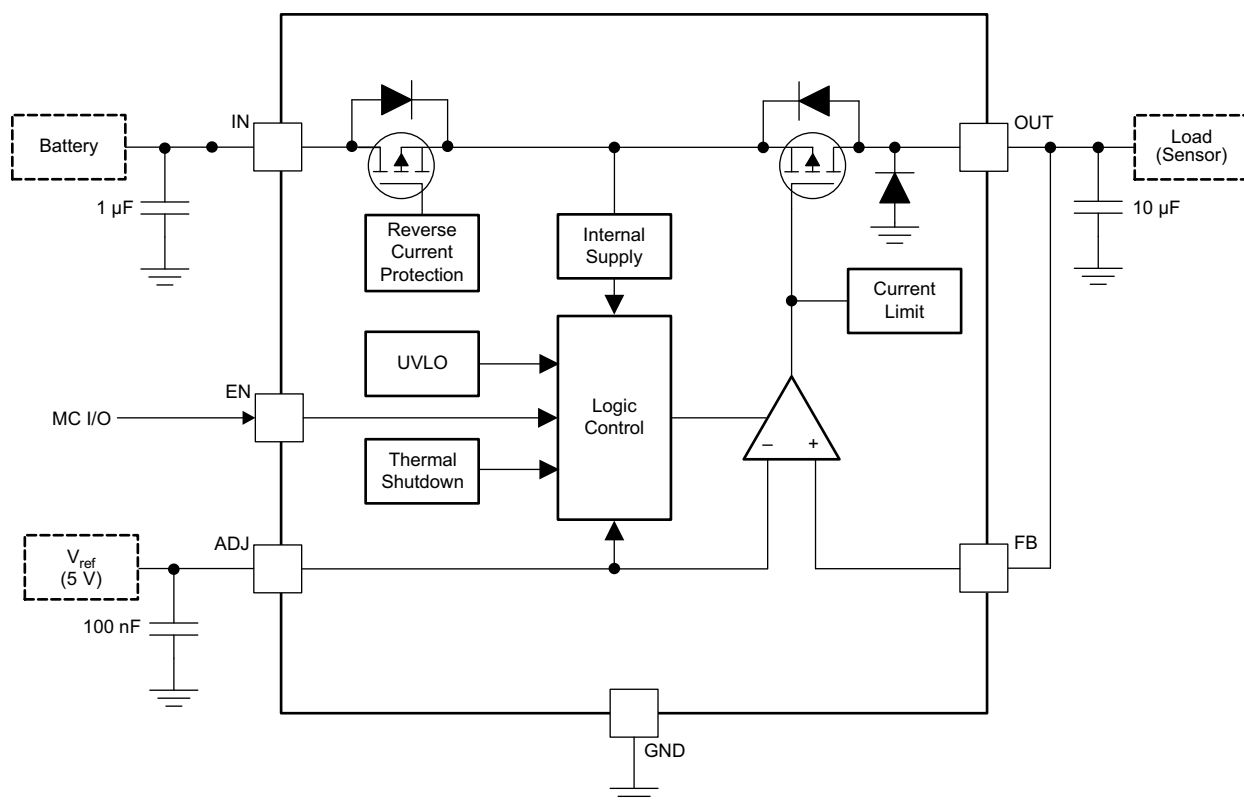 IN
OUT
Battery
Load
(Sensor)
1 µF
10 µF
Reverse
Current
Protection
Internal
Supply
Current
Limit
UVLO
EN
MC I/O
Logic
Control
– +
Thermal
Shutdown
ADJ
FB
Vref
(5 V)
100 nF
GND